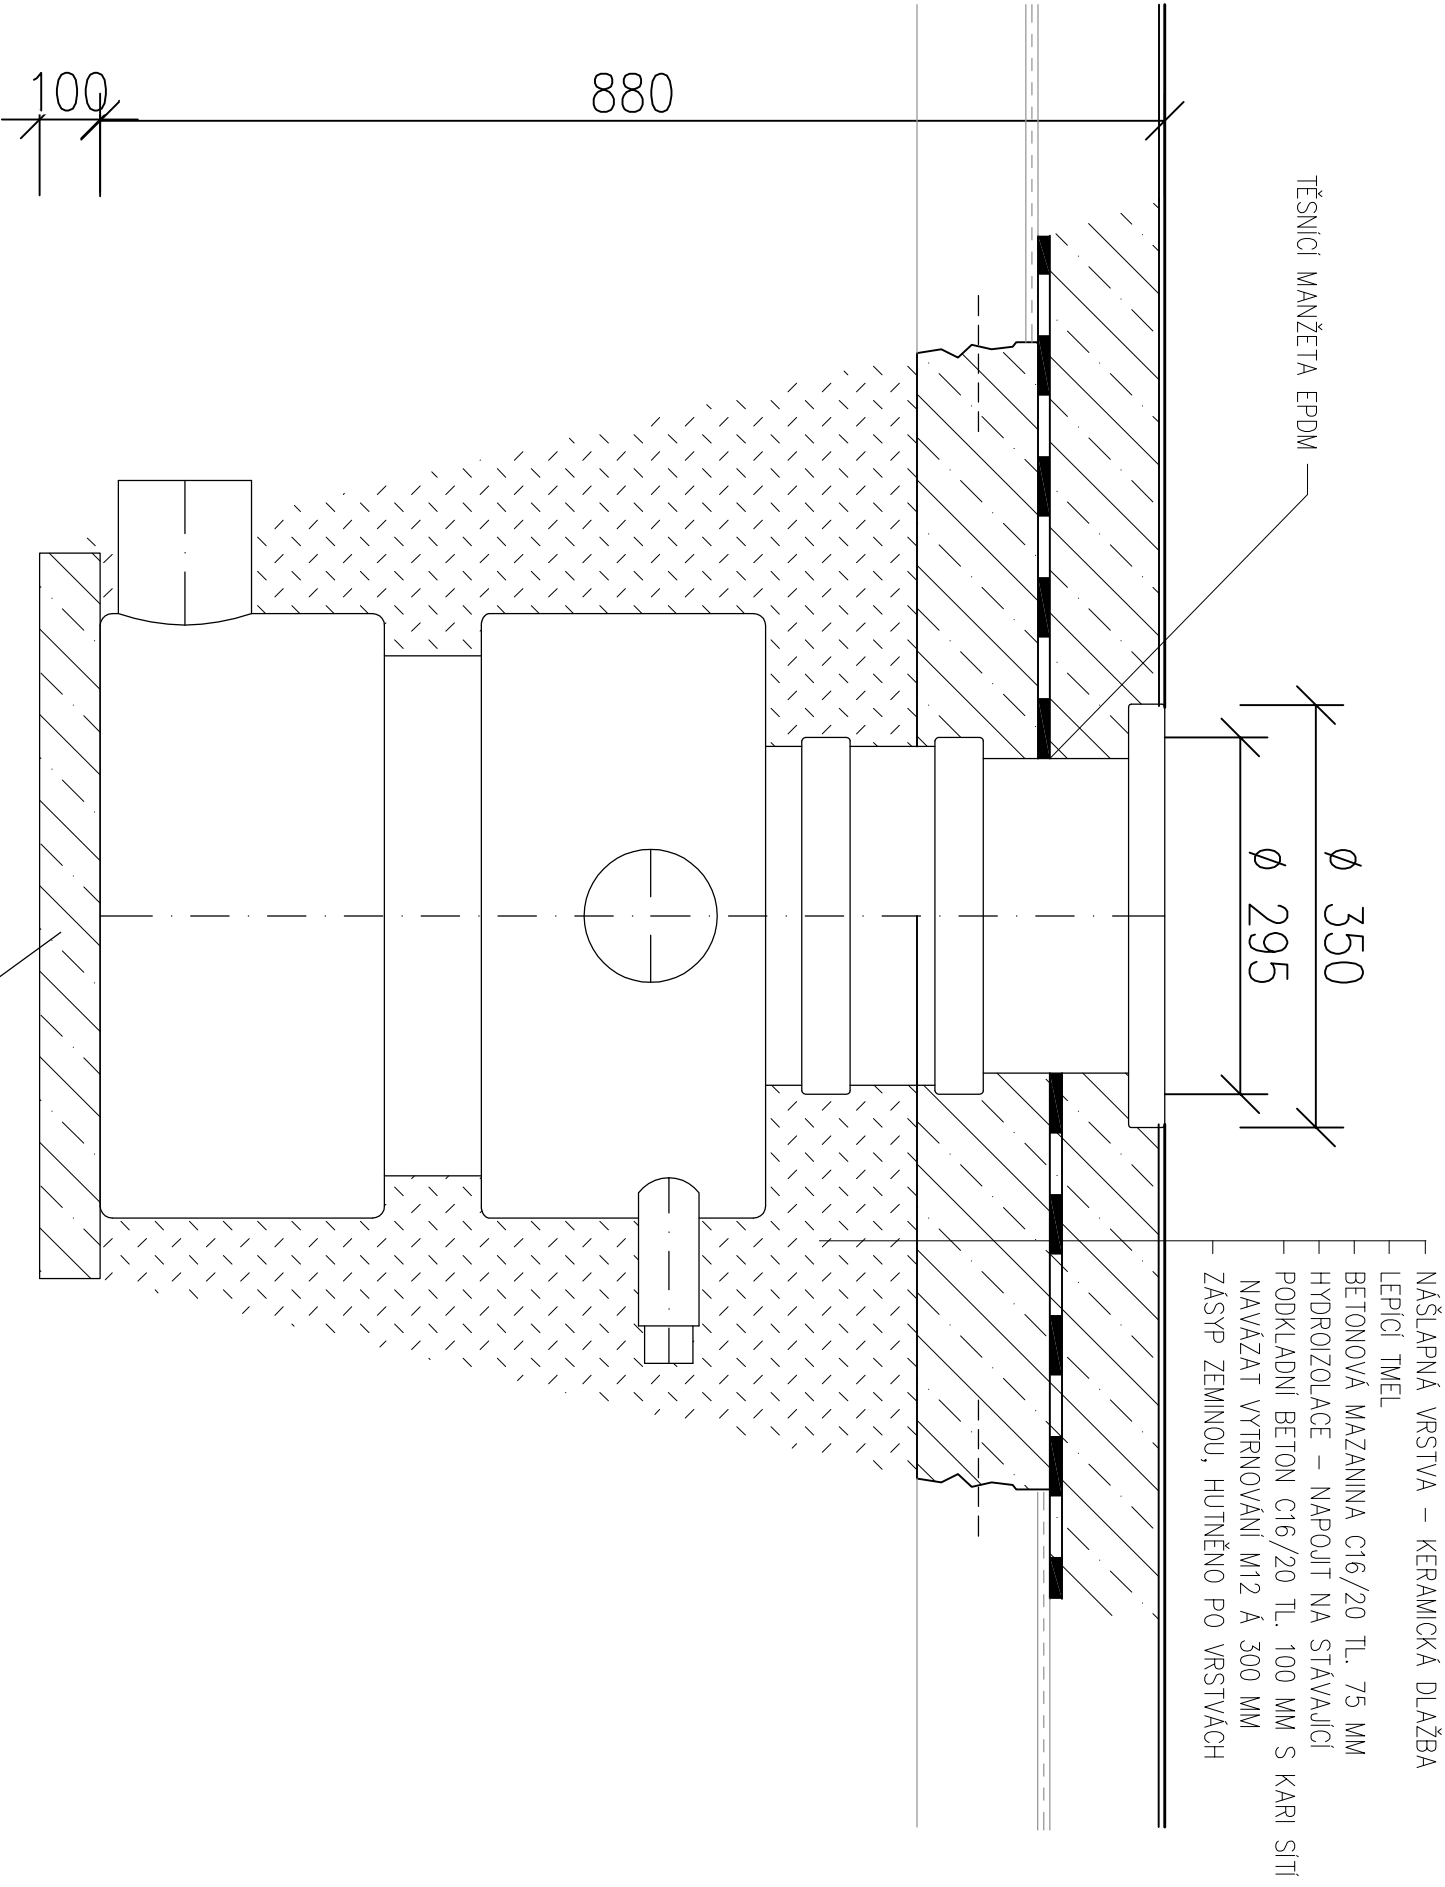 NÁŠLAPNÁ VRSTVA - KERAMICKÁ DLAŽBA
LEPÍCÍ TMEL
BETONOVÁ MAZANINA C16/20 TL. 75 MM
HYDROIZOLACE - NAPOJIT NA STÁVAJÍCÍ
PODKLADNÍ BETON C16/20 TL. 100 MM S KARI SÍTÍ
NAVÁZAT VYTRNOVÁNÍ M12 Á 300 MM
ZÁSYP ZEMINOU, HUTNĚNO PO VRSTVÁCH
TĚSNÍCÍ MANŽETA EPDM
Ø 350
Ø 295
880
100